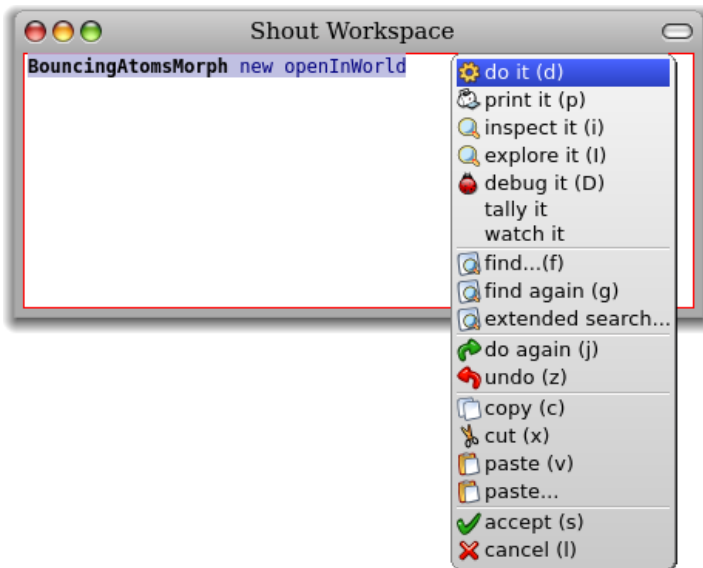 Shout Workspace
BouncingAtomsMorph new openInWorld
do it (d)
print it (p)
inspect it (i)
explore it (I)
debug it (D)
tally it
watch it
find...(f)
find again (g)
extended search...
do again (j)
undo (z)
copy (c)
cut (x)
paste (v)
paste...
accept (s)
cancel (l)